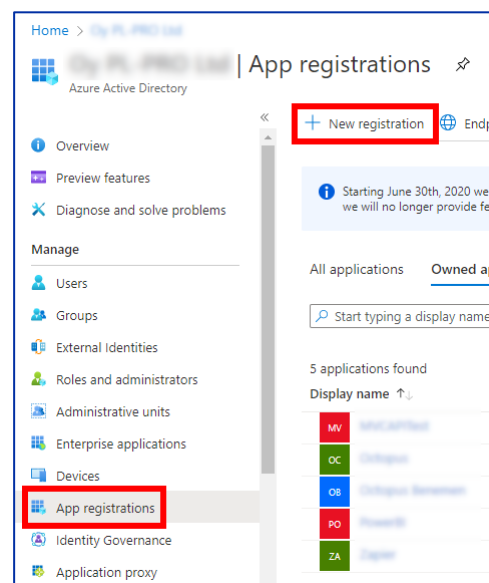 Home >
| App registrations
Azure Active Directory
«
+ New registration
Endp
Overview
Preview features
Diagnose and solve problems
Manage
Users
Groups
External Identities
Roles and administrators
Administrative units
Enterprise applications
Devices
App registrations
Identity Governance
Application proxy
Starting June 30th, 2020 we
we will no longer provide fe
All applications Owned ap
Start typing a display name
5 applications found
Display name ↑↓
MV
OC
OB
PO
ZA